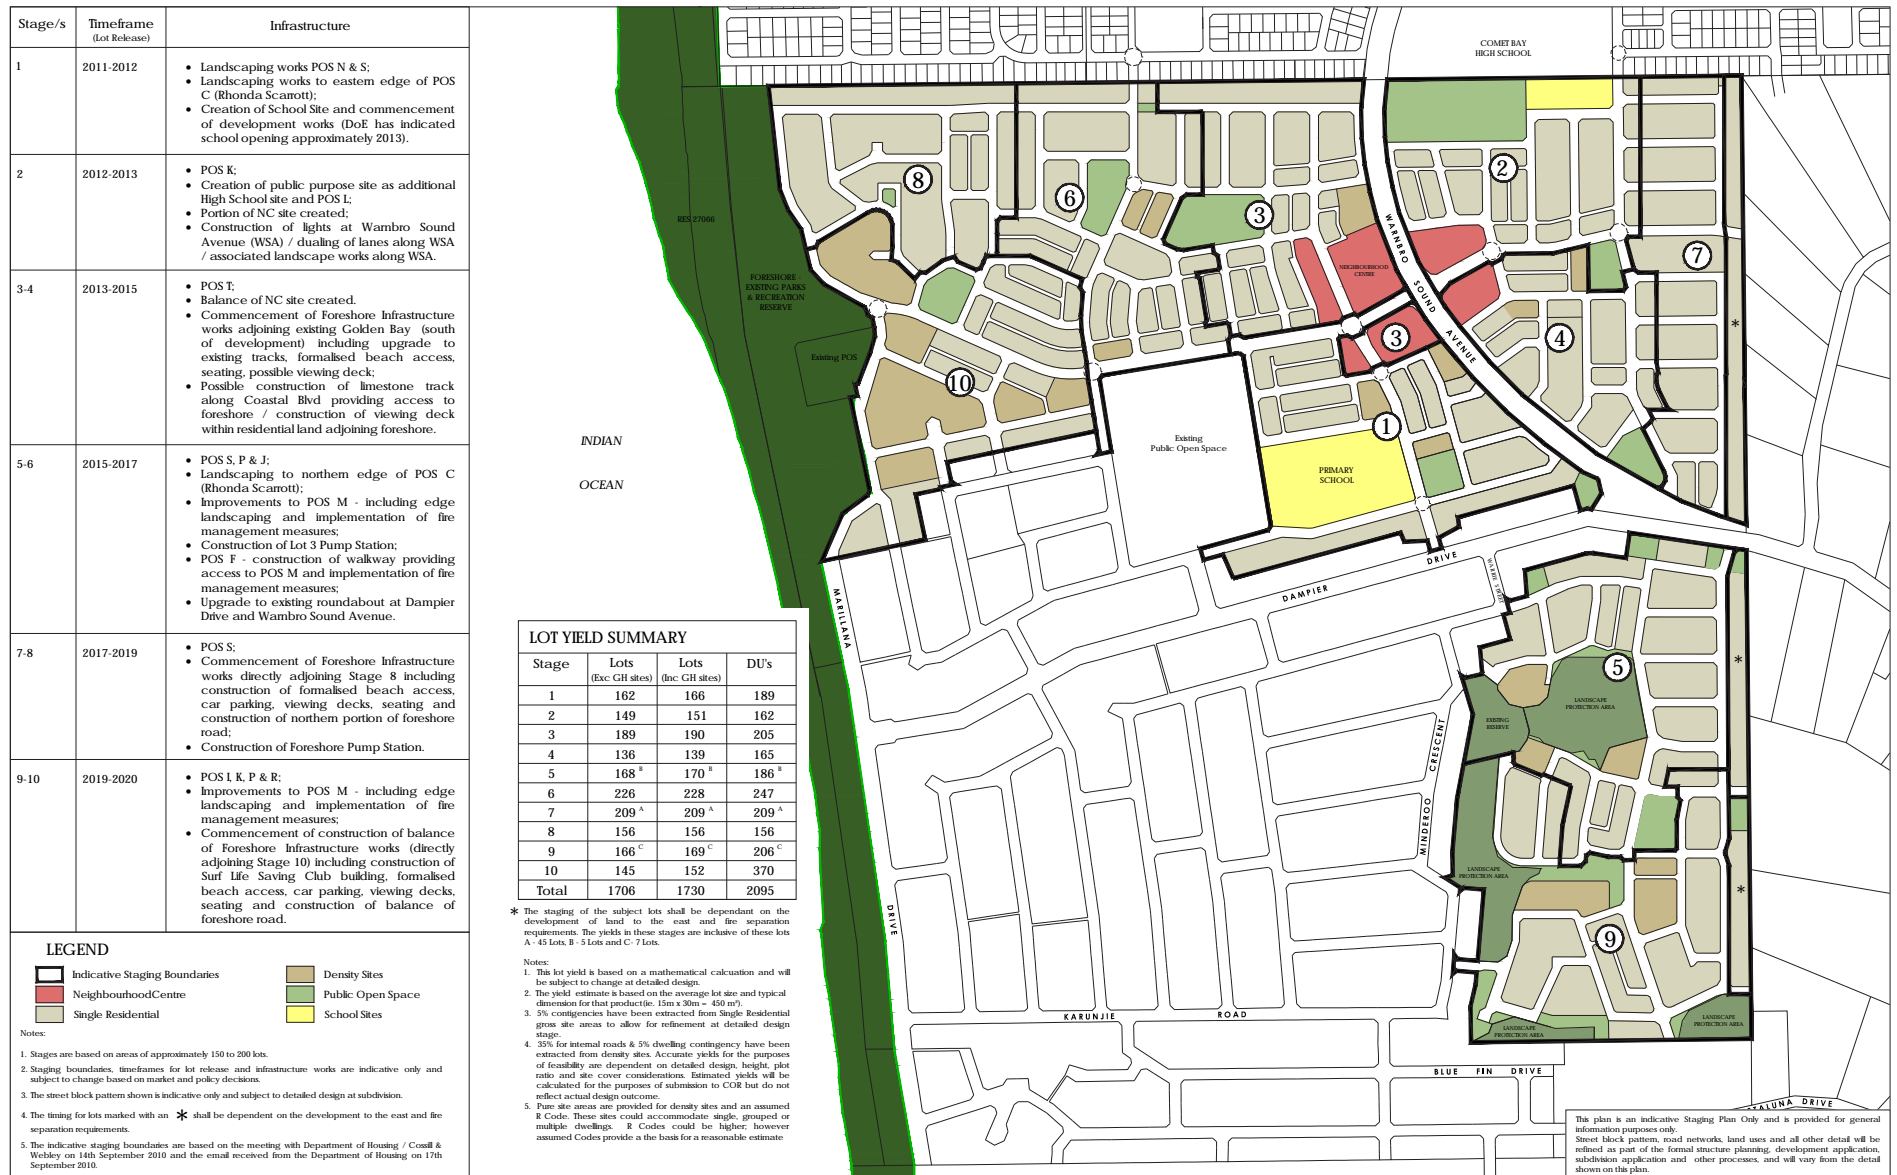 Stage/s
Timeframe
(Lot Release)
Infrastructure
1
2011-2012
• Landscaping works POS N & S;
• Landscaping works to eastern edge of POS
C (Rhonda Scarrott);
• Creation of School Site and commencement
of development works (DoE has indicated
school opening approximately 2013).
2
2012-2013
• POS K;
• Creation of public purpose site as additional
High School site and POS L;
• Portion of NC site created;
• Construction of lights at Warnbro Sound
Avenue (WSA) / dualing of lanes along WSA
/ associated landscape works along WSA.
3-4
2013-2015
• POS T;
• Balance of NC site created.
• Commencement of Foreshore Infrastructure
works adjoining existing Golden Bay (south
of development) including upgrade to
existing tracks, formalised beach access,
seating, possible viewing deck;
• Possible construction of limestone track
along Coastal Blvd providing access to
foreshore / construction of viewing deck
within residential land adjoining foreshore.
5-6
2015-2017
• POS S, P & J;
• Landscaping to northern edge of POS C
(Rhonda Scarrott);
• Improvements to POS M - including edge
landscaping and implementation of fire
management measures;
• Construction of Lot 3 Pump Station;
• POS F - construction of walkway providing
access to POS M and implementation of fire
management measures;
• Upgrade to existing roundabout at Dampier
Drive and Warnbro Sound Avenue.
7-8
2017-2019
• POS S;
• Commencement of Foreshore Infrastructure
works directly adjoining Stage 8 including
construction of formalised beach access,
car parking, viewing decks, seating and
construction of northern portion of foreshore
road;
• Construction of Foreshore Pump Station.
9-10
2019-2020
• POS I, K, P & R;
• Improvements to POS M - including edge
landscaping and implementation of fire
management measures;
• Commencement of construction of balance
of Foreshore Infrastructure works (directly
adjoining Stage 10) including construction of
Surf Life Saving Club building, formalised
beach access, car parking, viewing decks,
seating and construction of balance of
foreshore road.
LEGEND
Indicative Staging Boundaries
NeighbourhoodCentre
Single Residential
Density Sites
Public Open Space
School Sites
Notes:
1. Stages are based on areas of approximately 150 to 200 lots.
2. Staging boundaries, timeframes for lot release and infrastructure works are indicative only and
subject to change based on market and policy decisions.
3. The street block pattern shown is indicative only and subject to detailed design at subdivision.
4. The timing for lots marked with an * shall be dependent on the development to the east and fire
separation requirements.
5. The indicative staging boundaries are based on the meeting with Department of Housing / Cossill &
Webley on 14th September 2010 and the email received from the Department of Housing on 17th
September 2010.
LOT YIELD SUMMARY
Stage
Lots
(Exc GH sites)
Lots
(Inc GH sites)
DU's
1 162 166 189
2 149 151 162
3 189 190 205
4 136 139 165
5 168 B 170 B 186 B
6 226 228 247
7 209 A 209 A 209 A
8 156 156 156
9 166 C 169 C 206 C
10 145 152 370
Total 1706 1730 2095
* The staging of the subject lots shall be dependant on the
development of land to the east and fire separation
requirements. The yields in these stages are inclusive of these lots
A - 45 Lots, B - 5 Lots and C- 7 Lots.
Notes:
1. This lot yield is based on a mathematical calcuation and will
be subject to change at detailed design.
2. The yield estimate is based on the average lot size and typical
dimension for that product(ie. 15m x 30m = 450 m²).
3. 5% contigencies have been extracted from Single Residential
gross site areas to allow for refinement at detailed design
stage.
4. 35% for internal roads & 5% dwelling contingency have been
extracted from density sites. Accurate yields for the purposes
of feasibility are dependent on detailed design, height, plot
ratio and site cover considerations. Estimated yields will be
calculated for the purposes of submission to COR but do not
reflect actual design outcome.
5. Pure site areas are provided for density sites and an assumed
R Code. These sites could accommodate single, grouped or
multiple dwellings. R Codes could be higher; however
assumed Codes provide a the basis for a reasonable estimate
COMET BAY
HIGH SCHOOL
RES 27066
FORESHORE -
EXISTING PARKS
& RECREATION
RESERVE
Existing POS
INDIAN
OCEAN
8
6
3
2
7
NEIGHBOURHOOD
CENTRE
WARNBRO SOUND AVENUE
3
4
*
10
1
Existing
Public Open Space
PRIMARY
SCHOOL
DAMPIER DRIVE
MARILLANA DRIVE
5
*
LANDSCAPE
PROTECTION AREA
EXISTING
RESERVE
MINDEROO CRESCENT
LANDSCAPE
PROTECTION AREA
*
9
LANDSCAPE
PROTECTION AREA
LANDSCAPE
PROTECTION AREA
KARUNJIE ROAD
BLUE FIN DRIVE
DRIVE
This plan is an indicative Staging Plan Only and is provided for general
information purposes only.
Street block pattern, road networks, land uses and all other detail will be
refined as part of the formal structure planning, development application,
subdivision application and other processes, and will vary from the detail
shown on this plan.